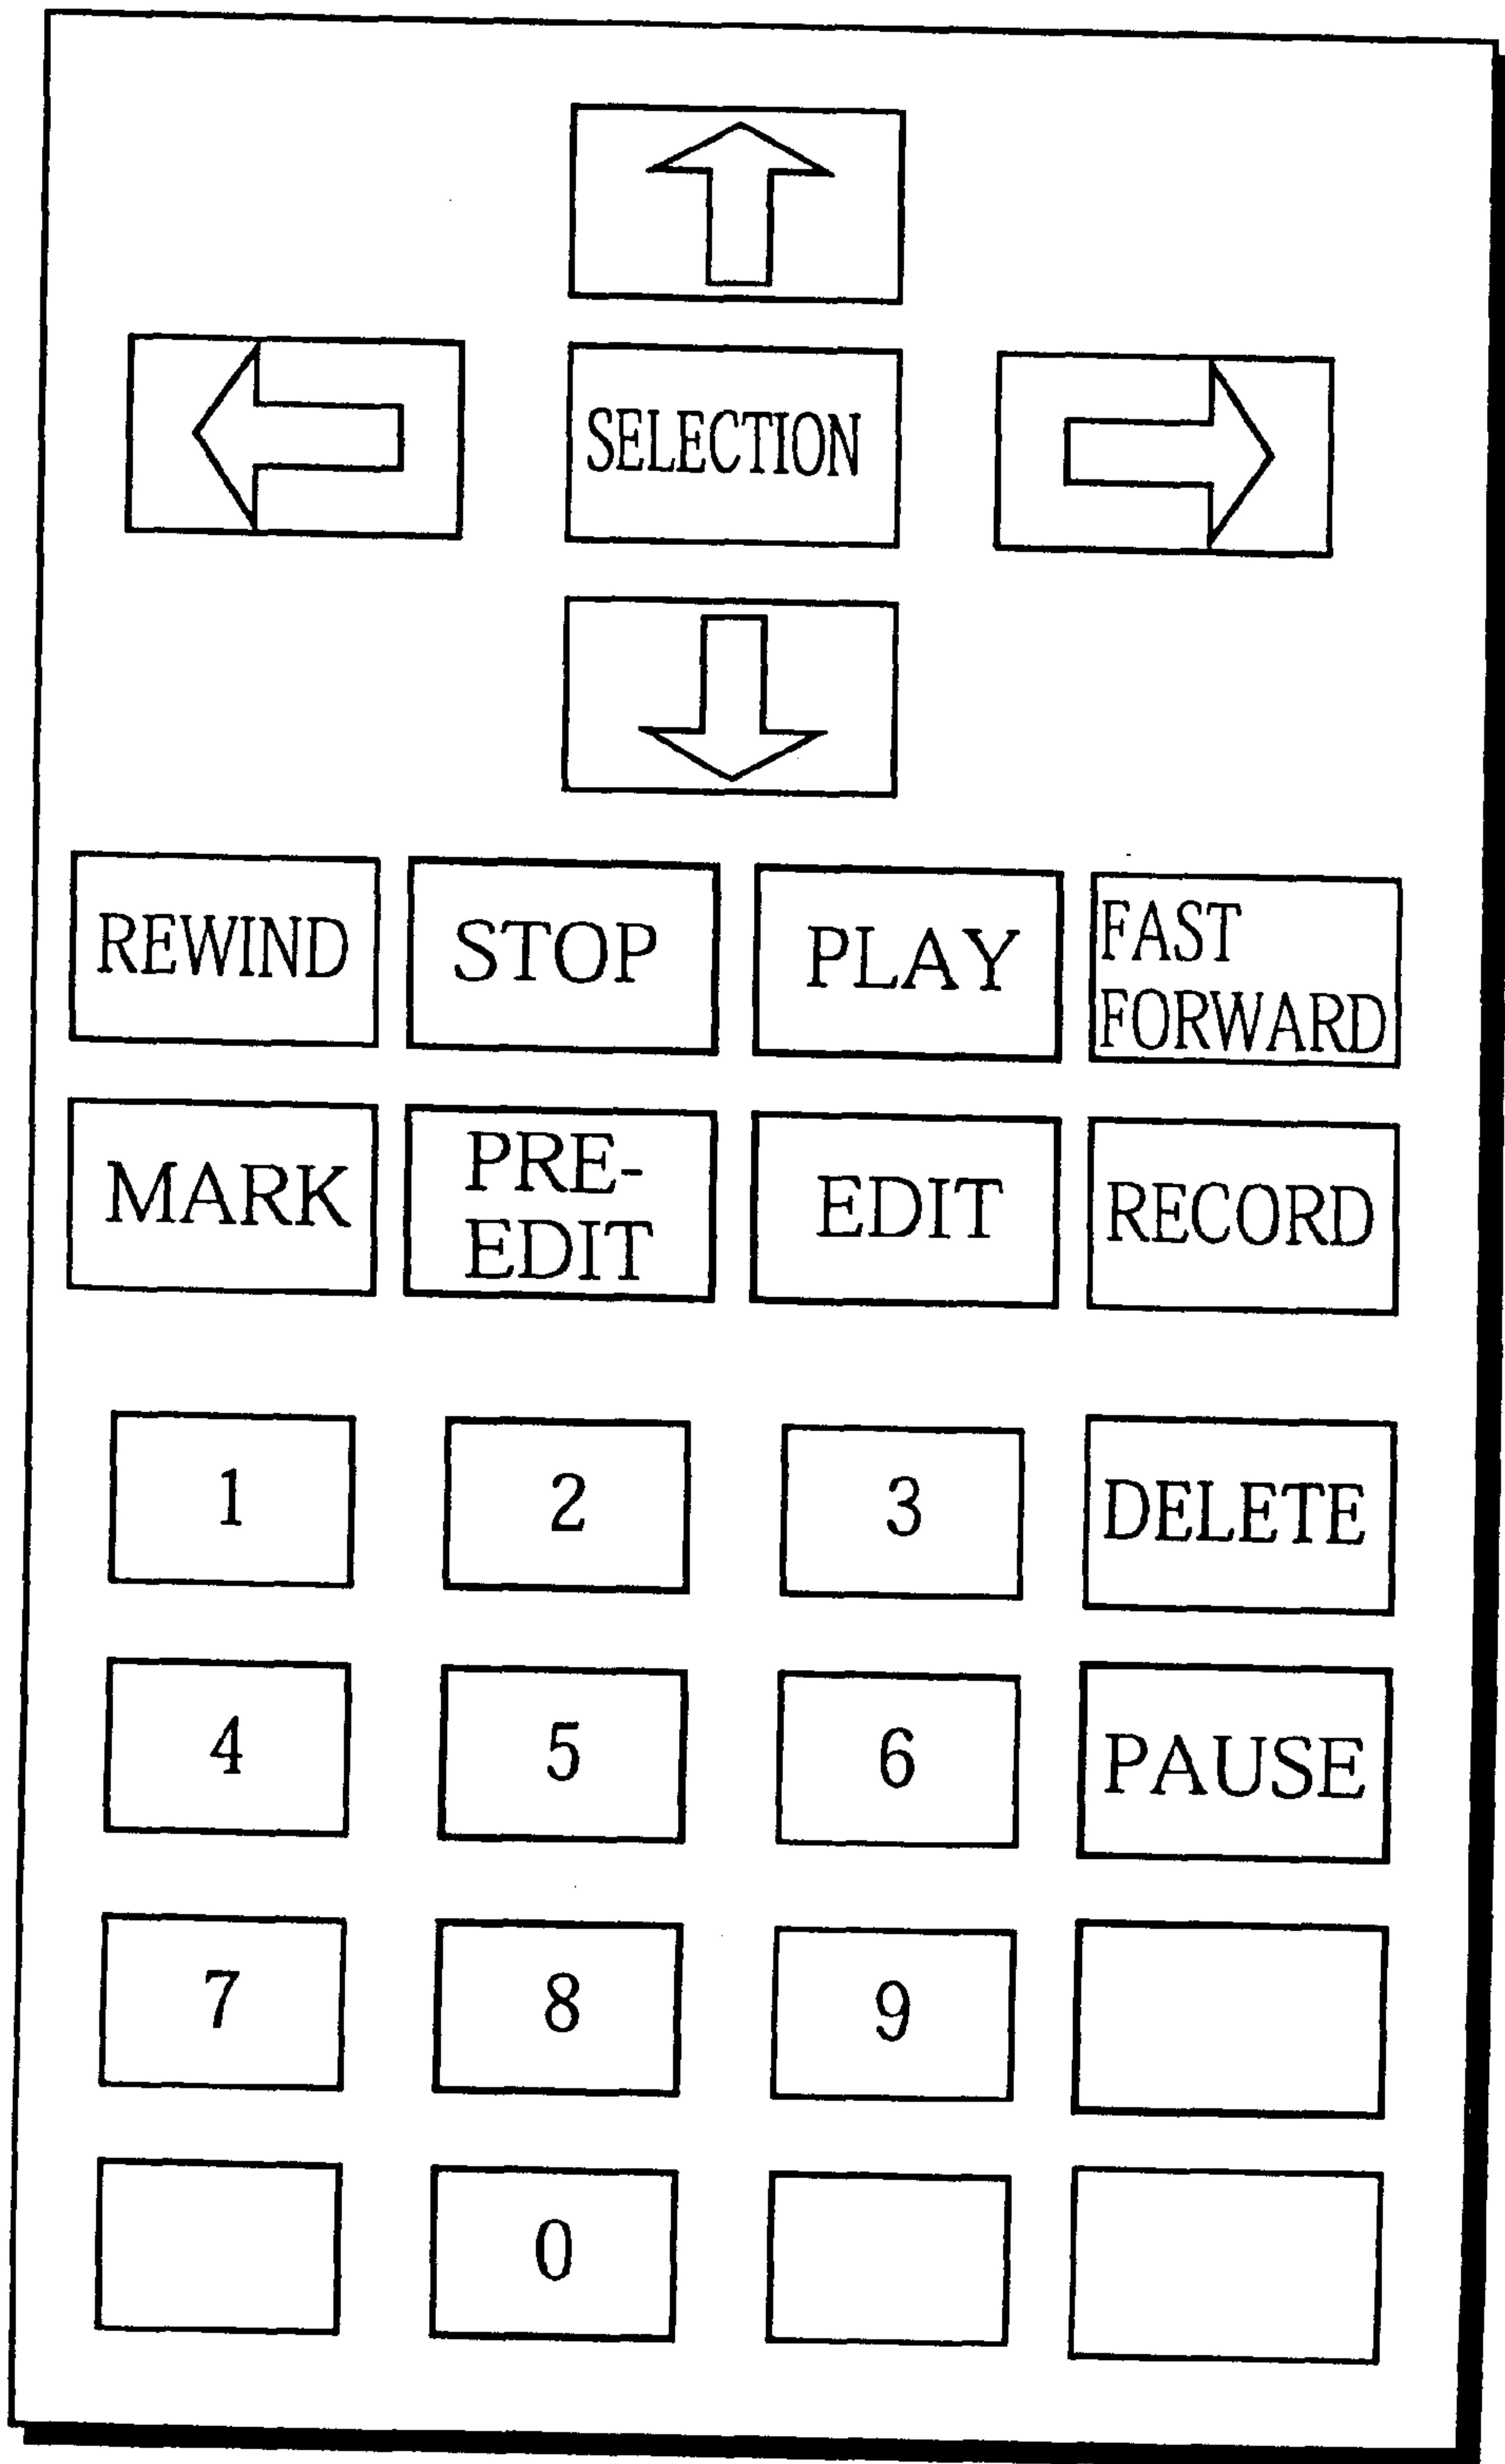 SELECTION
REWIND
STOP
PLAY
FAST
FORWARD
MARK
PRE-
EDIT
EDIT
RECORD
1
2
3
DELETE
4
5
6
PAUSE
7
8
9
0